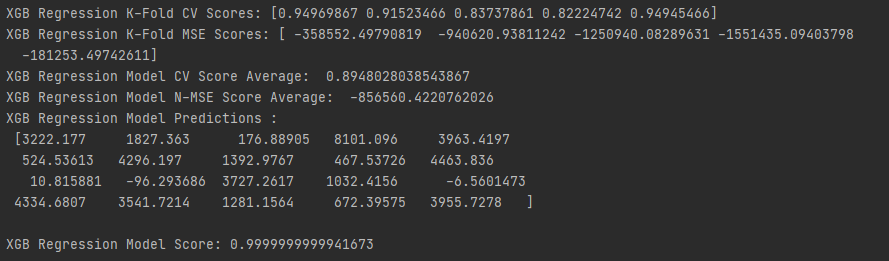 XGB Regression K-Fold CV Scores: [0.94969867 0.91523466 0.83737861 0.82224742 0.94945466]
XGB Regression K-Fold MSE Scores: [ -358552.49790819  -940620.93811242 -1250940.08289631 -1551435.09403798
  -181253.49742611]
XGB Regression Model CV Score Average:  0.8948028038543867
XGB Regression Model N-MSE Score Average:  -856560.4220762026
XGB Regression Model Predictions :
 [3222.177     1827.363      176.88905  8101.096     3963.4197
  524.53613   4296.197     1392.9767     467.53726   4463.836
   10.815881   -96.293686  3727.2617    1032.4156      -6.5601473
 4334.6807    3541.7214    1281.1564     672.39575   3955.7278   ]
XGB Regression Model Score: 0.9999999999941673